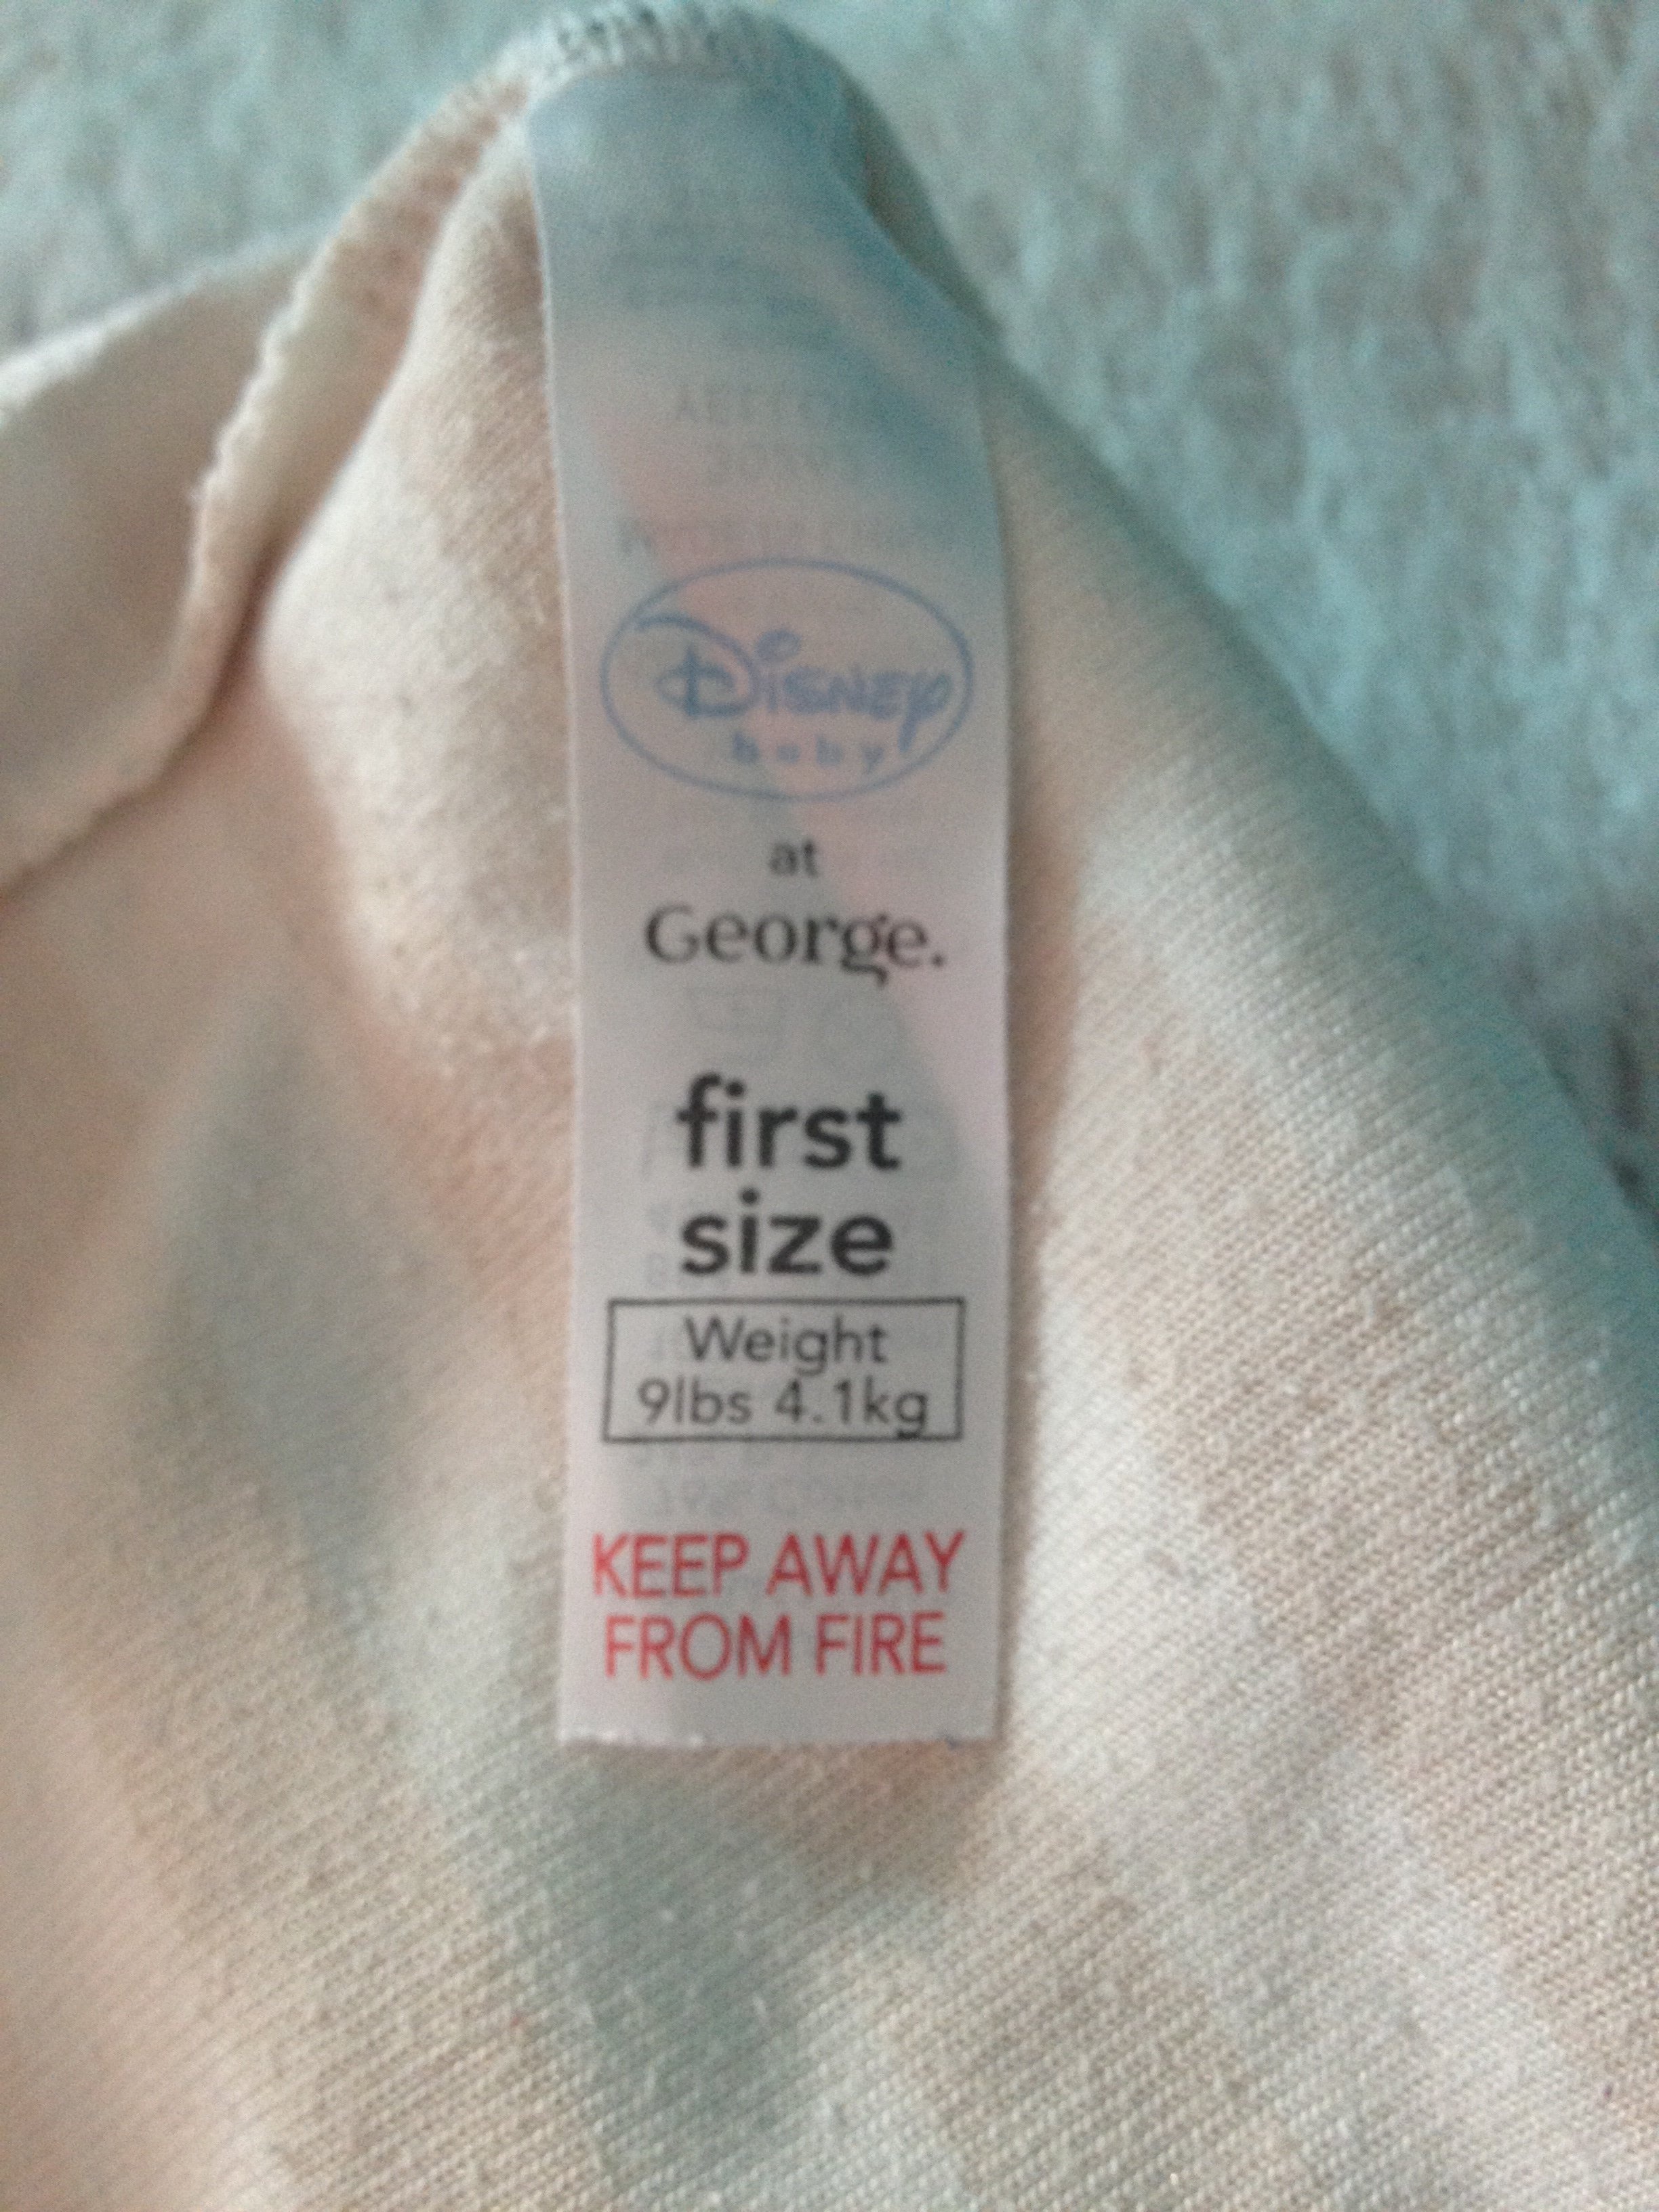 Disney
baby
at
George.
first
size
Weight
9lbs 4.1kg
KEEP AWAY
FROM FIRE